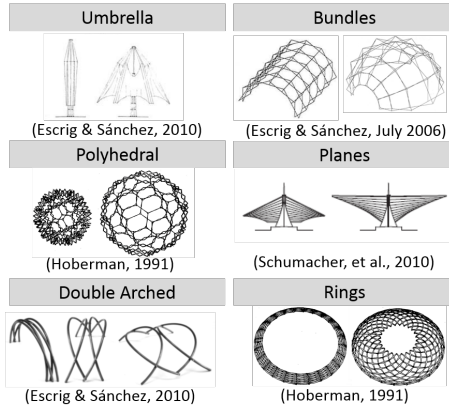 Umbrella
Bundles
(Escrig & Sánchez, 2010)
(Escrig & Sánchez, July 2006)
Polyhedral
Planes
(Hoberman, 1991)
(Schumacher, et al., 2010)
Double Arched
Rings
(Escrig & Sánchez, 2010)
(Hoberman, 1991)